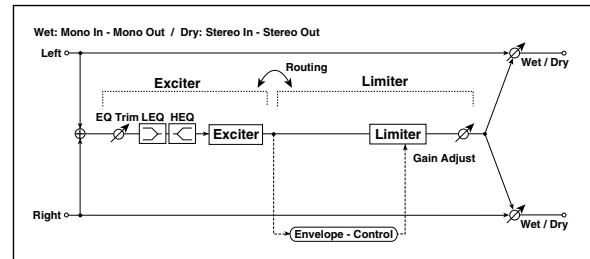 Wet: Mono In - Mono Out / Dry: Stereo In - Stereo Out
Left
Wet / Dry
Routing
Exciter
Limiter
EQ Trim
LEQ
HEQ
Exciter
Limiter
Gain Adjust
Right
Wet / Dry
Envelope - Control